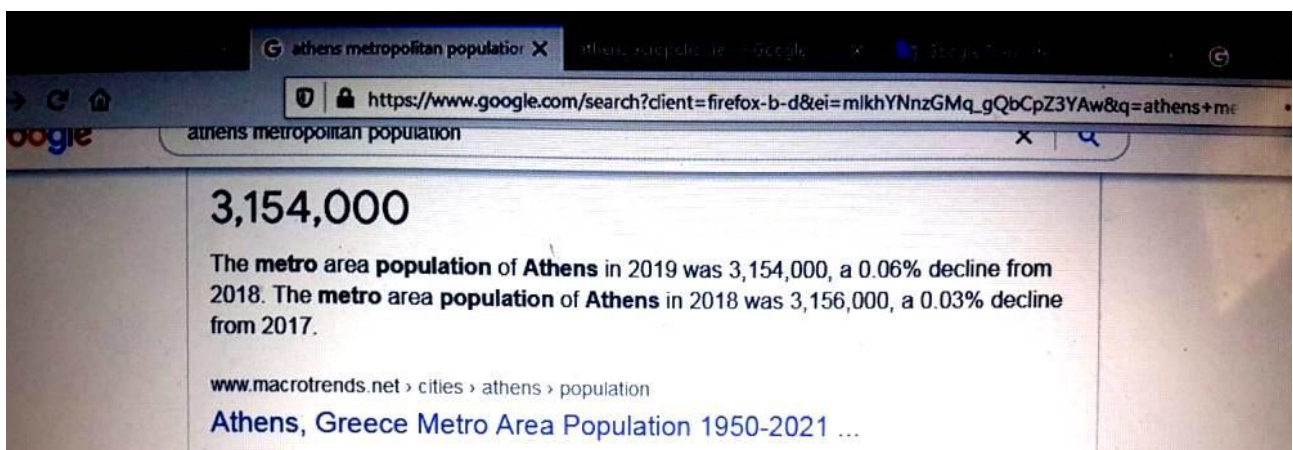 G athens metropolitan population X
https://www.google.com/search?client=firefox-b-d&ei=mlkhYNnzGMq_gQbCpZ3YAw&q=athens+me
oogle athens metropolitan population
3,154,000
The metro area population of Athens in 2019 was 3,154,000, a 0.06% decline from
2018. The metro area population of Athens in 2018 was 3,156,000, a 0.03% decline
from 2017.
www.macrotrends.net › cities › athens › population
Athens, Greece Metro Area Population 1950-2021 ...